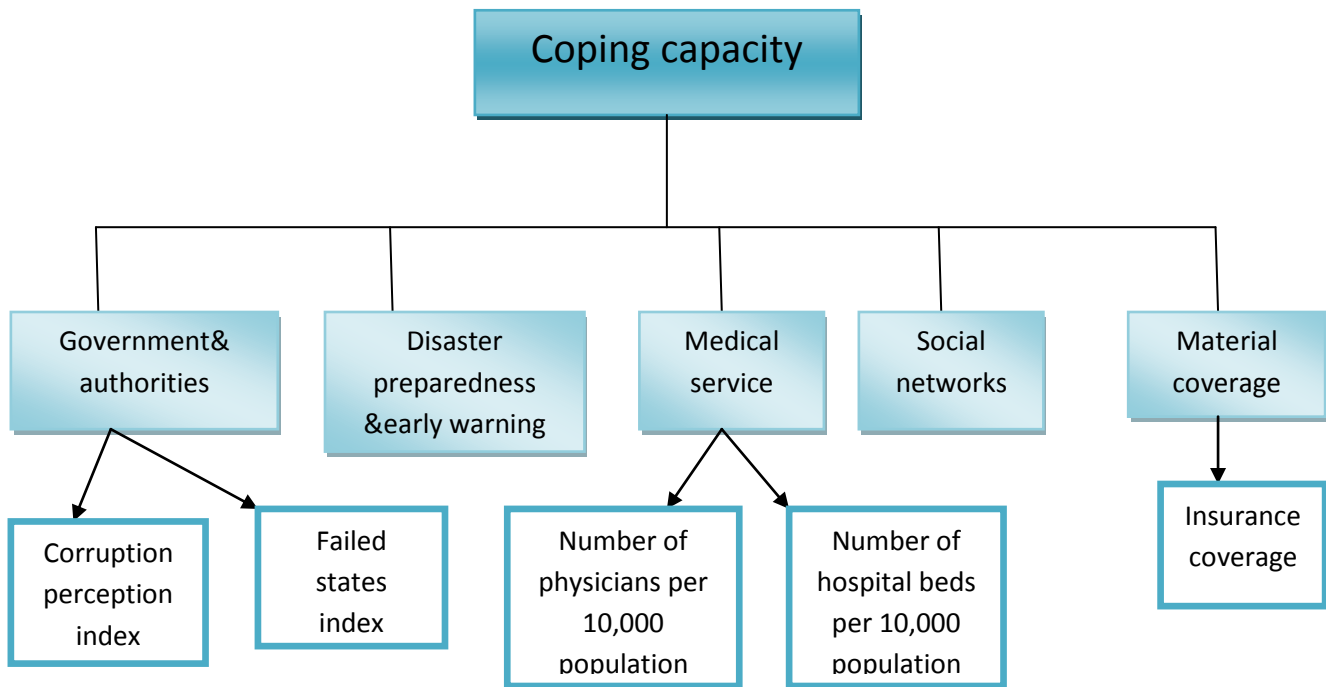 Coping capacity
Government&
authorities
Disaster
preparedness
&early warning
Medical
service
Social
networks
Material
coverage
Corruption
perception
index
Failed
states
index
Number of
physicians per
10,000
population
Number of
hospital beds
per 10,000
population
Insurance
coverage